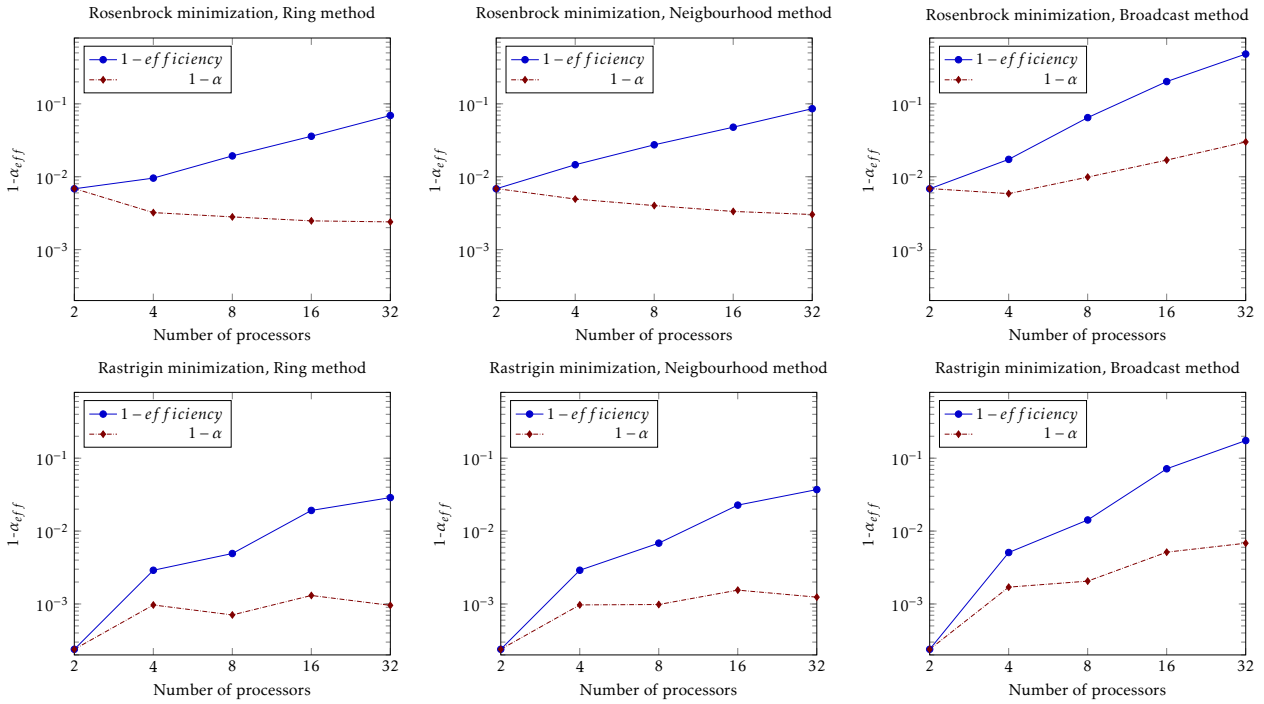 Rosenbrock minimization, Ring method
1 − efficiency
1 − α
10⁻¹
10⁻²
10⁻³
1-α_eff
2 4 8 16 32
Number of processors
Rosenbrock minimization, Neigbourhood method
1 − efficiency
1 − α
10⁻¹
10⁻²
10⁻³
1-α_eff
2 4 8 16 32
Number of processors
Rosenbrock minimization, Broadcast method
1 − efficiency
1 − α
10⁻¹
10⁻²
10⁻³
1-α_eff
2 4 8 16 32
Number of processors
Rastrigin minimization, Ring method
1 − efficiency
1 − α
10⁻¹
10⁻²
10⁻³
1-α_eff
2 4 8 16 32
Number of processors
Rastrigin minimization, Neigbourhood method
1 − efficiency
1 − α
10⁻¹
10⁻²
10⁻³
1-α_eff
2 4 8 16 32
Number of processors
Rastrigin minimization, Broadcast method
1 − efficiency
1 − α
10⁻¹
10⁻²
10⁻³
1-α_eff
2 4 8 16 32
Number of processors